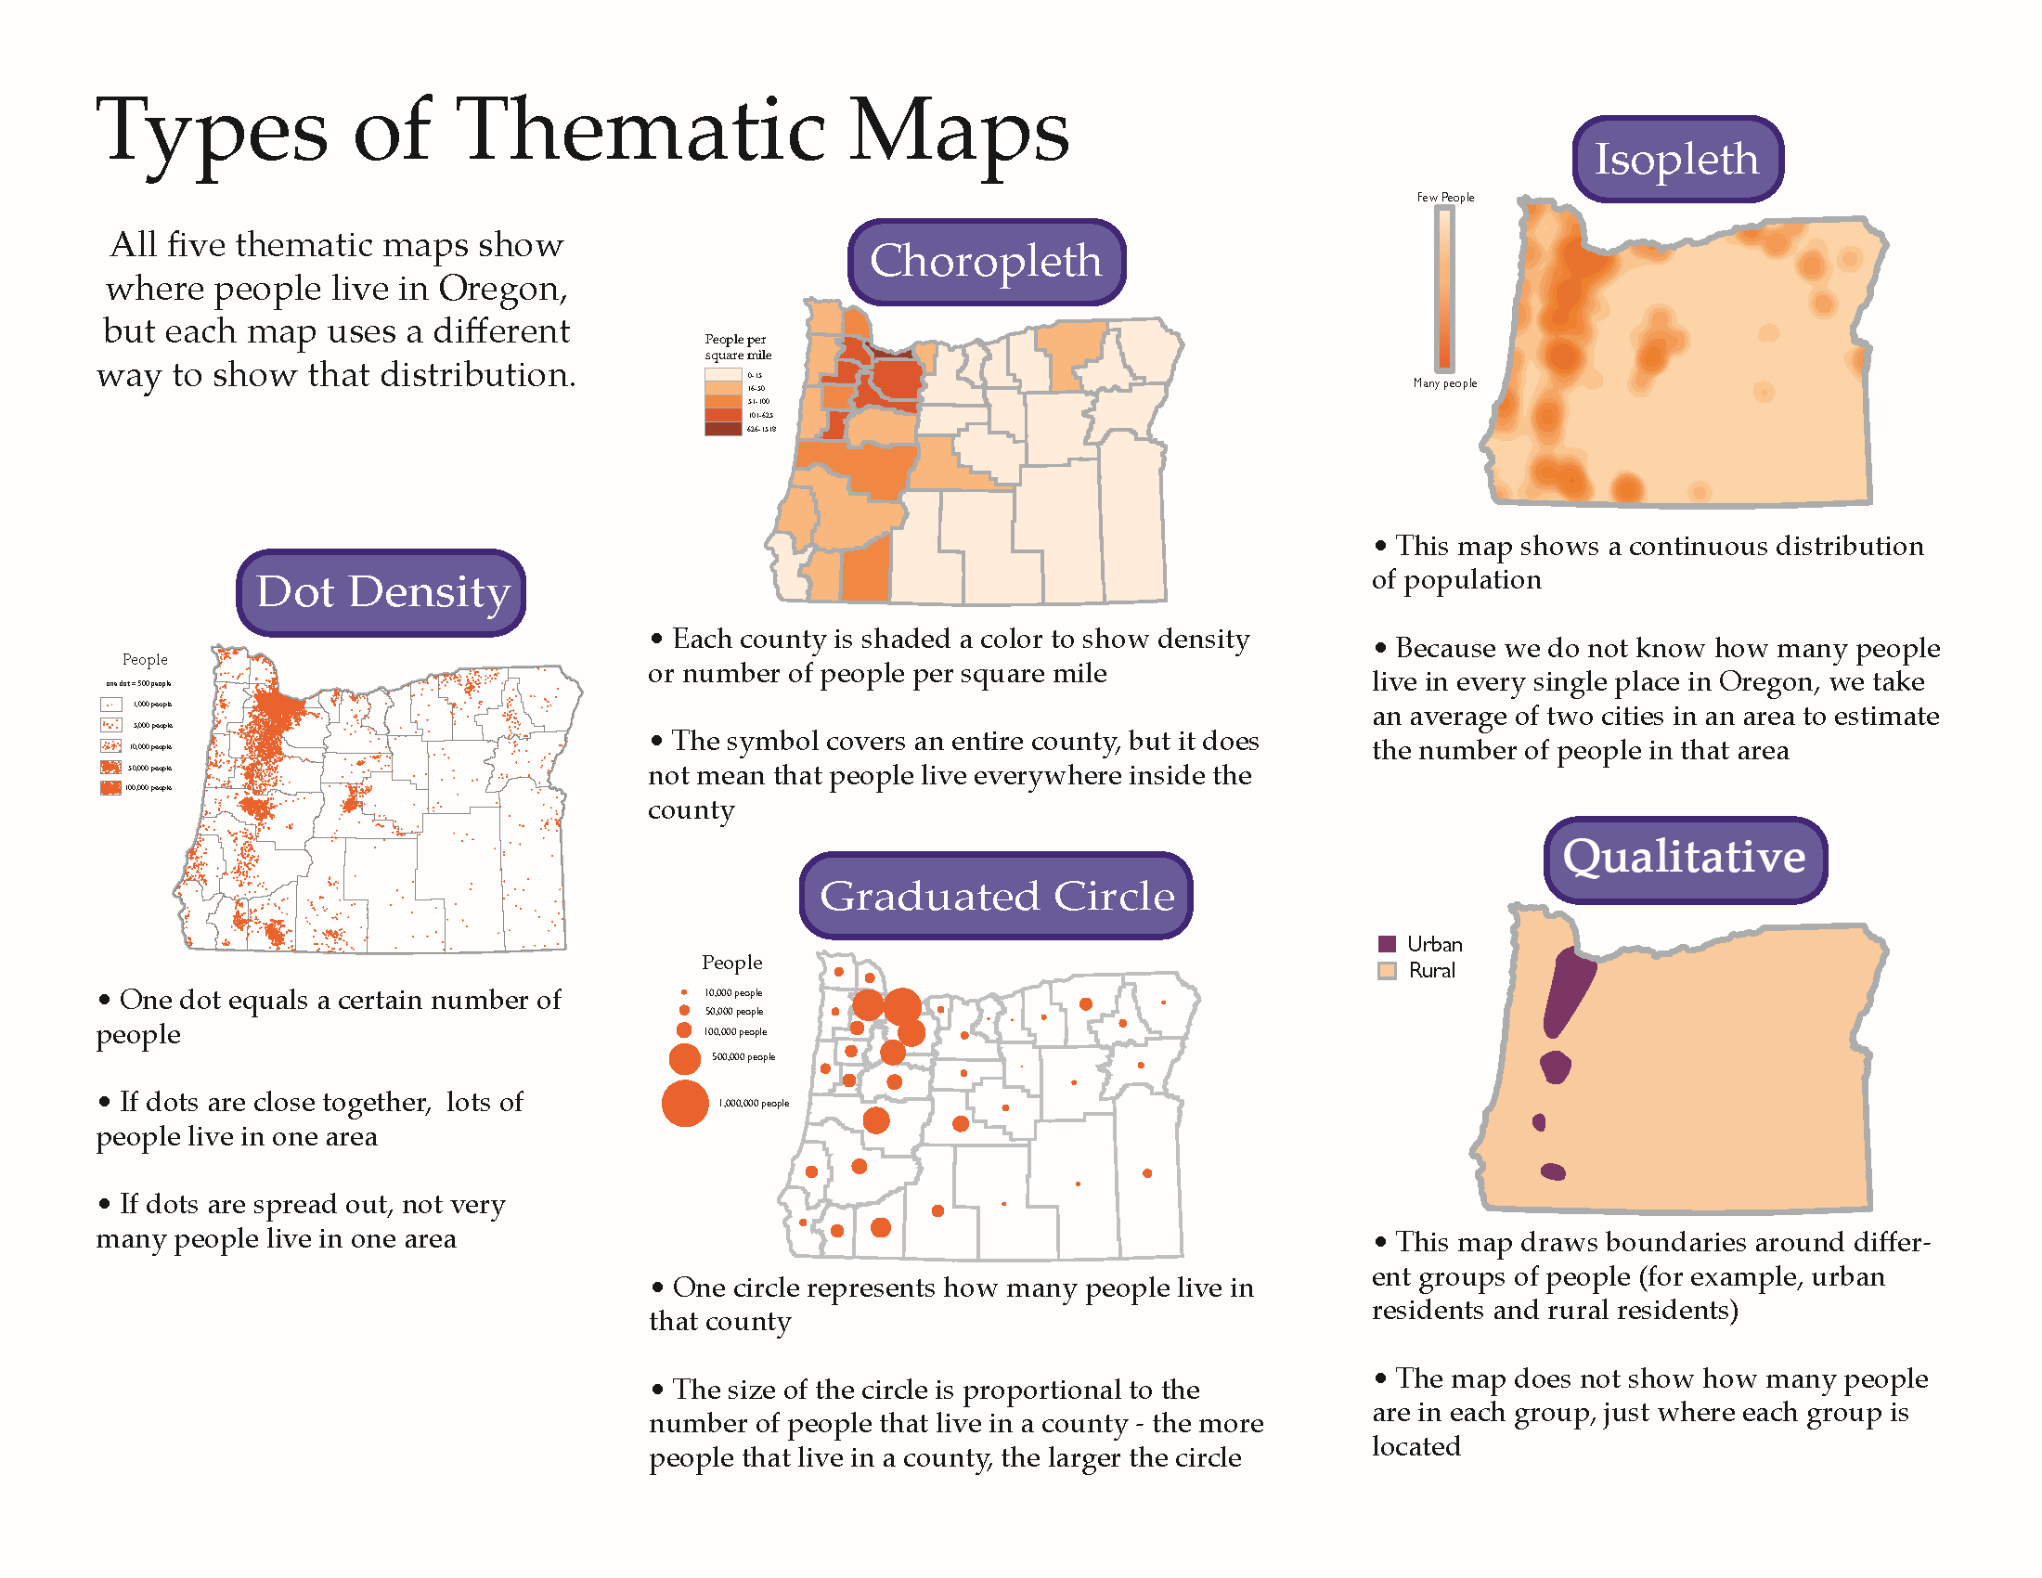 Types of Thematic Maps
All five thematic maps show
where people live in Oregon,
but each map uses a different
way to show that distribution.
Dot Density
People
one dot = 500 people
1,000 people
5,000 people
10,000 people
50,000 people
100,000 people
• One dot equals a certain number of
people
• If dots are close together, lots of
people live in one area
• If dots are spread out, not very
many people live in one area
Choropleth
People per
square mile
0-15
16-50
51-100
101-625
626-1518
• Each county is shaded a color to show density
or number of people per square mile
• The symbol covers an entire county, but it does
not mean that people live everywhere inside the
county
Graduated Circle
People
10,000 people
50,000 people
100,000 people
500,000 people
1,000,000 people
• One circle represents how many people live in
that county
• The size of the circle is proportional to the
number of people that live in a county - the more
people that live in a county, the larger the circle
Isopleth
Few People
Many people
• This map shows a continuous distribution
of population
• Because we do not know how many people
live in every single place in Oregon, we take
an average of two cities in an area to estimate
the number of people in that area
Qualitative
Urban
Rural
• This map draws boundaries around differ-
ent groups of people (for example, urban
residents and rural residents)
• The map does not show how many people
are in each group, just where each group is
located